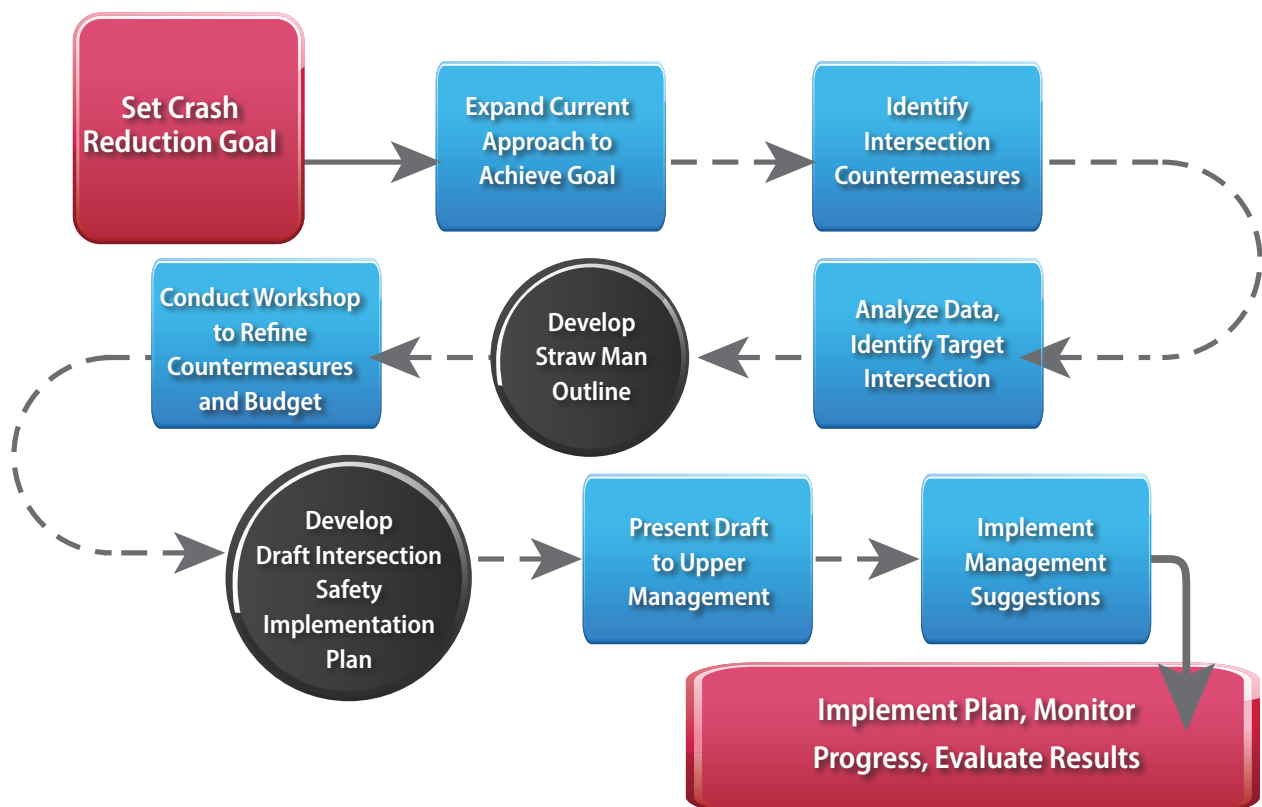 Set Crash
Reduction Goal
Expand Current
Approach to
Achieve Goal
Identify
Intersection
Countermeasures
Analyze Data,
Identify Target
Intersection
Develop
Straw Man
Outline
Conduct Workshop
to Refine
Countermeasures
and Budget
Develop
Draft Intersection
Safety
Implementation
Plan
Present Draft
to Upper
Management
Implement
Management
Suggestions
Implement Plan, Monitor
Progress, Evaluate Results